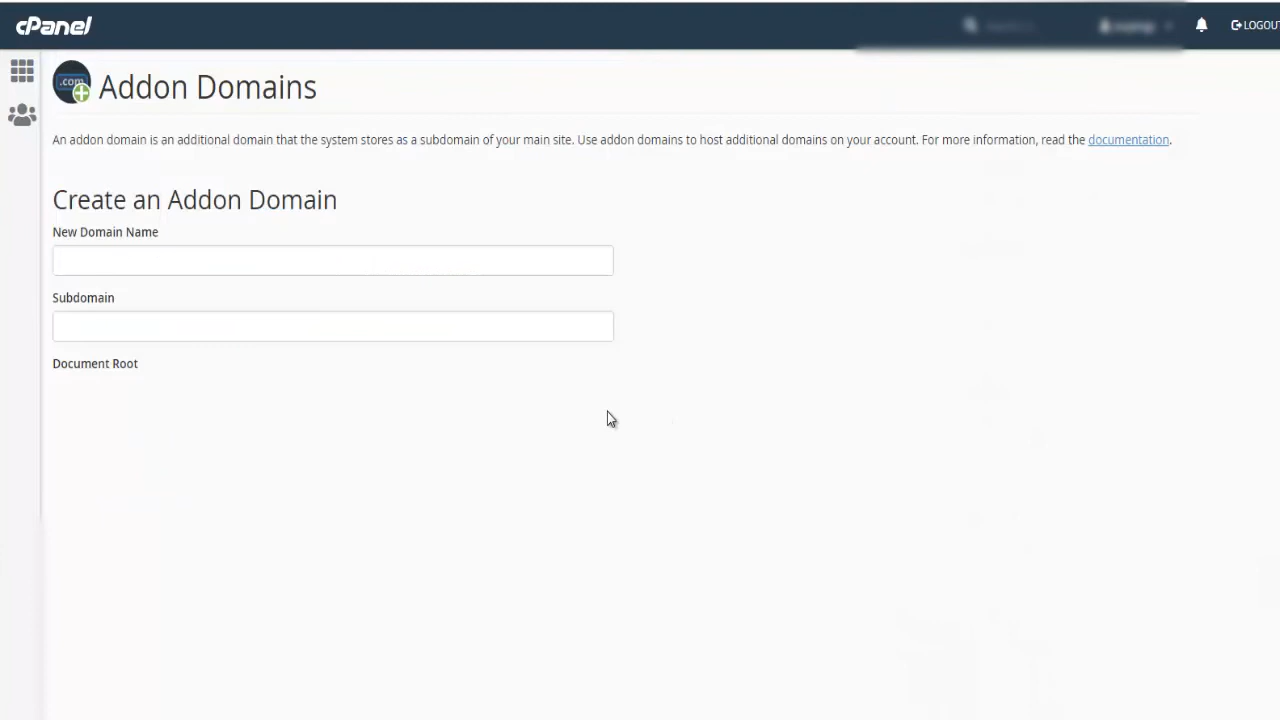 cPanel
LOGOUT
.com
Addon Domains
An addon domain is an additional domain that the system stores as a subdomain of your main site. Use addon domains to host additional domains on your account. For more information, read the documentation.
Create an Addon Domain
New Domain Name
Subdomain
Document Root